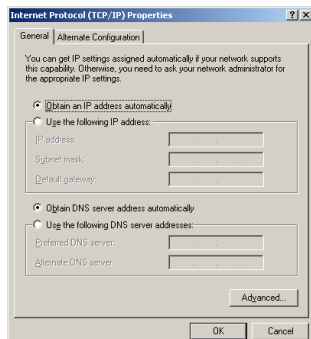 Internet Protocol (TCP/IP) Properties
General
Alternate Configuration
You can get IP settings assigned automatically if your network supports
this capability. Otherwise, you need to ask your network administrator for
the appropriate IP settings.
Obtain an IP address automatically
Use the following IP address:
IP address:
Subnet mask:
Default gateway:
Obtain DNS server address automatically
Use the following DNS server addresses:
Preferred DNS server:
Alternate DNS server:
Advanced...
OK
Cancel